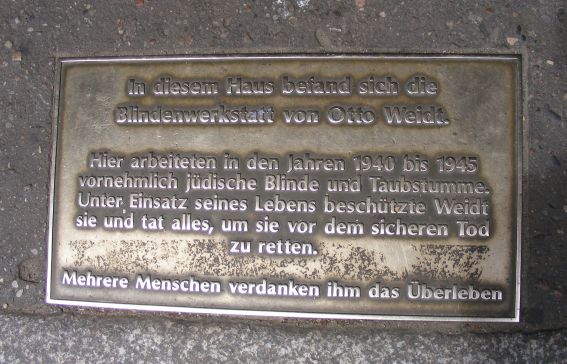 In diesem Haus befand sich die
Blindenwerkstatt von Otto Weidt.
Hier arbeiteten in den Jahren 1940 bis 1945
vornehmlich jüdische Blinde und Taubstumme.
Unter Einsatz seines Lebens beschützte Weidt
sie und tat alles, um sie vor dem sicheren Tod
zu retten.
Mehrere Menschen verdanken ihm das Überleben